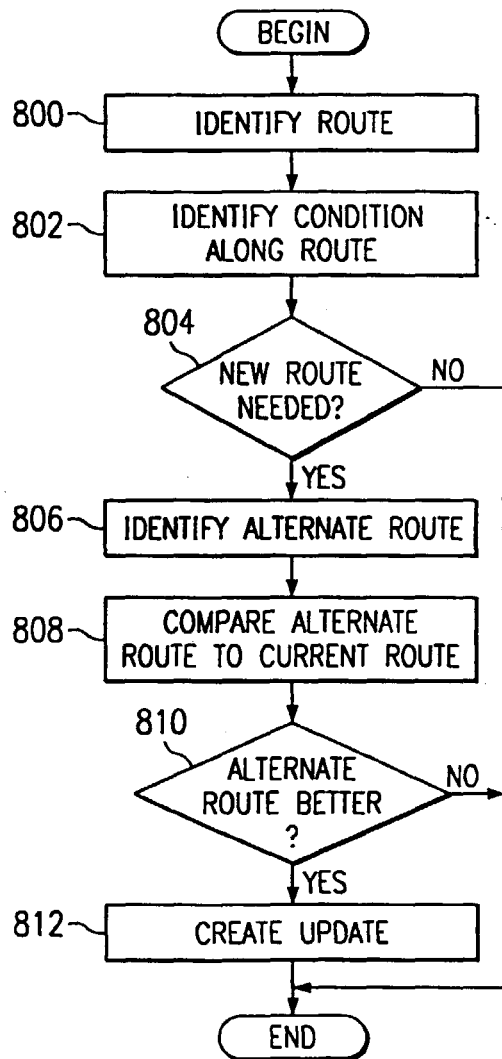 BEGIN
800
IDENTIFY ROUTE
802
IDENTIFY CONDITION
ALONG ROUTE
804
NEW ROUTE
NEEDED?
NO
YES
806
IDENTIFY ALTERNATE ROUTE
808
COMPARE ALTERNATE
ROUTE TO CURRENT ROUTE
810
ALTERNATE
ROUTE BETTER
?
NO
YES
812
CREATE UPDATE
END